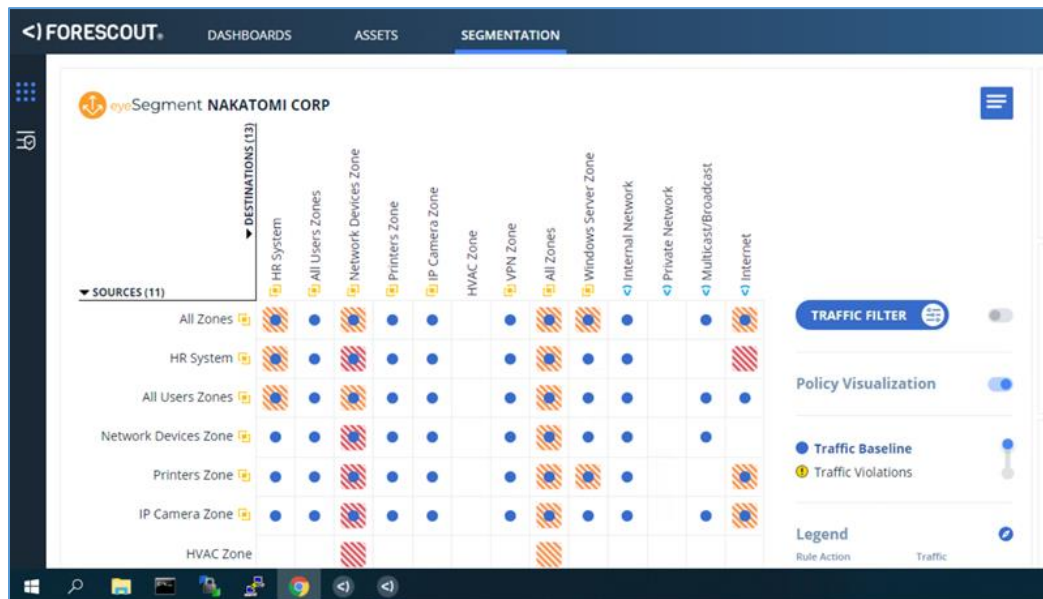 <) FORESCOUT.
DASHBOARDS
ASSETS
SEGMENTATION
eyeSegment NAKATOMI CORP
DESTINATIONS (13)
HR System
All Users Zones
Network Devices Zone
Printers Zone
IP Camera Zone
HVAC Zone
VPN Zone
All Zones
Windows Server Zone
Internal Network
Private Network
Multicast/Broadcast
Internet
SOURCES (11)
All Zones
HR System
All Users Zones
Network Devices Zone
Printers Zone
IP Camera Zone
HVAC Zone
TRAFFIC FILTER
Policy Visualization
Traffic Baseline
Traffic Violations
Legend
Rule Action
Traffic